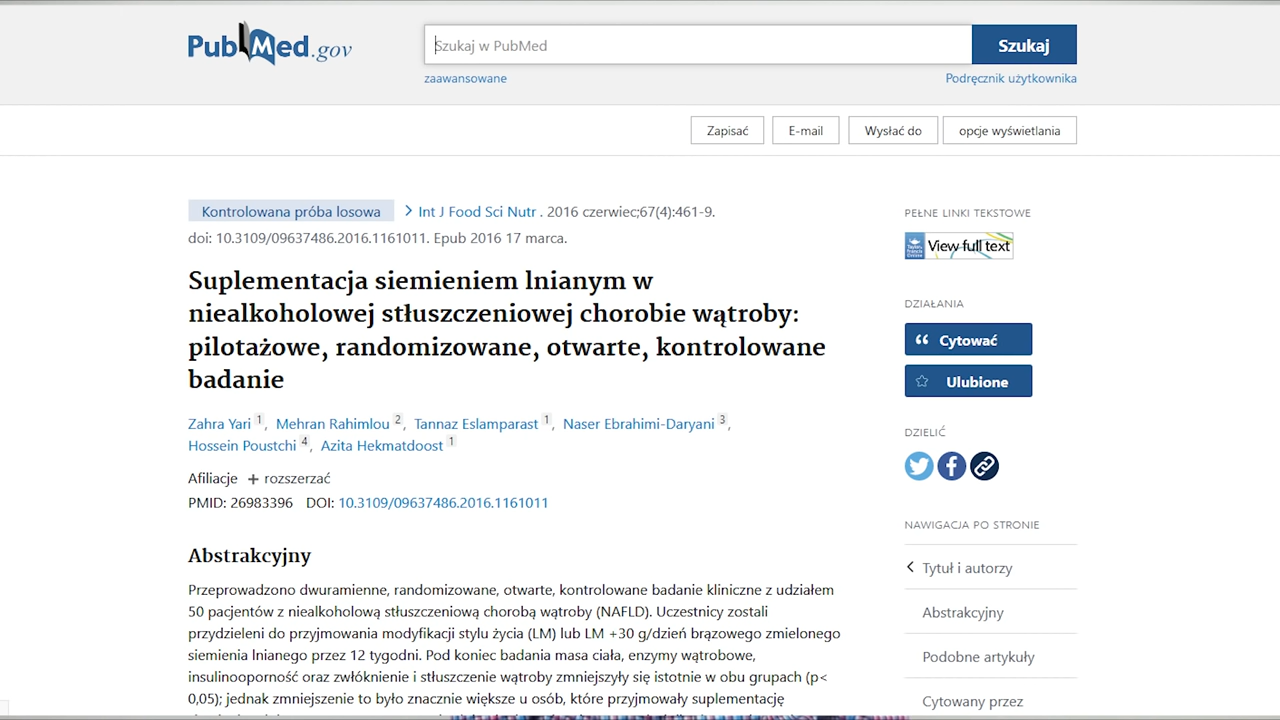 PubMed.gov
Szukaj w PubMed
Szukaj
zaawansowane
Podręcznik użytkownika
Zapisać
E-mail
Wysłać do
opcje wyświetlania
Kontrolowana próba losowa
Int J Food Sci Nutr . 2016 czerwiec;67(4):461-9.
doi: 10.3109/09637486.2016.1161011. Epub 2016 17 marca.
Suplementacja siemieniem lnianym w
niealkoholowej stłuszczeniowej chorobie wątroby:
pilotażowe, randomizowane, otwarte, kontrolowane
badanie
Zahra Yari 1, Mehran Rahimlou 2, Tannaz Eslamparast 1, Naser Ebrahimi-Daryani 3,
Hossein Poustchi 4, Azita Hekmatdoost 1
Afiliacje + rozszerzać
PMID: 26983396 DOI: 10.3109/09637486.2016.1161011
Abstrakcyjny
Przeprowadzono dwuramienne, randomizowane, otwarte, kontrolowane badanie kliniczne z udziałem
50 pacjentów z niealkoholową stłuszczeniową chorobą wątroby (NAFLD). Uczestnicy zostali
przydzieleni do przyjmowania modyfikacji stylu życia (LM) lub LM +30 g/dzień brązowego zmielonego
siemienia lnianego przez 12 tygodni. Pod koniec badania masa ciała, enzymy wątrobowe,
insulinooporność oraz zwłóknienie i stłuszczenie wątroby zmniejszyły się istotnie w obu grupach (p<
0,05); jednak zmniejszenie to było znacznie większe u osób, które przyjmowały suplementację
PEŁNE LINKI TEKSTOWE
View full text
DZIAŁANIA
Cytować
Ulubione
DZIELIĆ
NAWIGACJA PO STRONIE
Tytuł i autorzy
Abstrakcyjny
Podobne artykuły
Cytowany przez